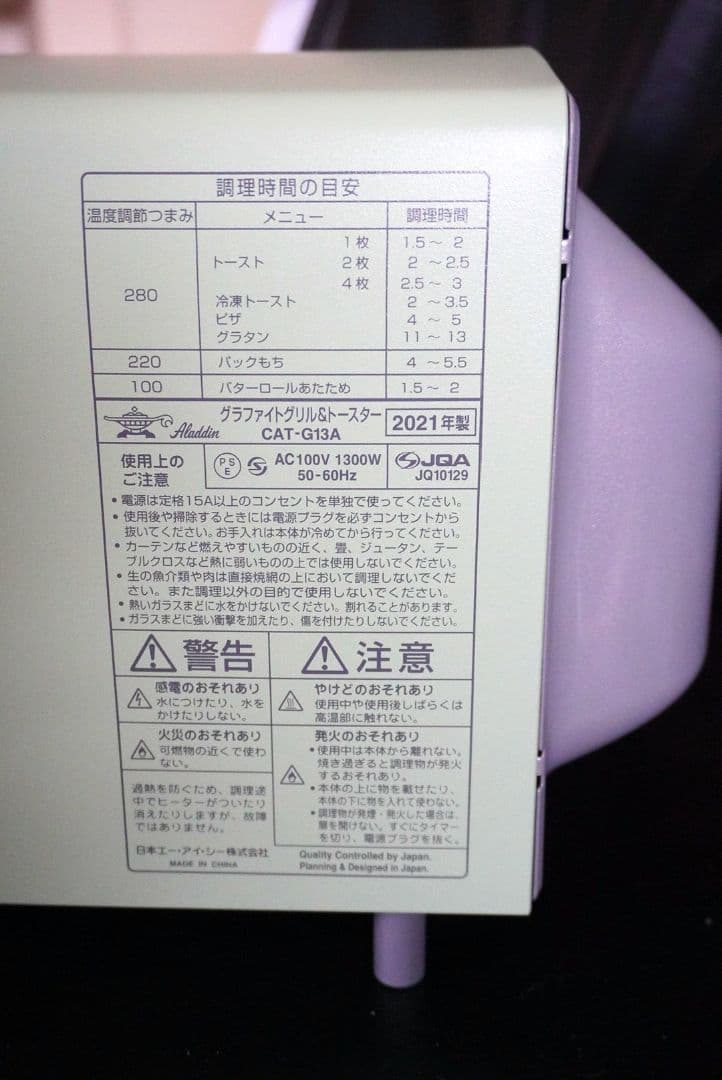 調理時間の目安
温度調節つまみ メニュー 調理時間
280
トースト 1枚 1.5～ 2
2枚 2 ～2.5
4枚 2.5～ 3
冷凍トースト 2 ～3.5
ピザ 4 ～ 5
グラタン 11～ 13
220 パックもち 4 ～5.5
100 バターロールあたため 1.5～ 2
Aladdin
グラファイトグリル&トースター
CAT-G13A
2021年製
使用上の
ご注意
PS
E
AC100V 1300W
50-60Hz
JQA
JQ10129
•電源は定格15A以上のコンセントを単独で使ってください。
•使用後や掃除するときには電源プラグを必ずコンセントから
抜いてください。お手入れは本体が冷めてから行ってください。
•カーテンなど燃えやすいものの近く、畳、ジュータン、テー
ブルクロスなど熱に弱いものの上では使用しないでください。
•生の魚介類や肉は直接焼網の上において調理しないでくだ
さい。また調理以外の目的で使用しないでください。
•熱いガラスまどに水をかけないでください。割れることがあります。
•ガラスまどに強い衝撃を加えたり、傷を付けたりしないでください。
警告
感電のおそれあり
水につけたり、水を
かけたりしない。
火災のおそれあり
可燃物の近くで使わ
ない。
過熱を防ぐため、調理途
中でヒーターがついたり
消えたりしますが、故障
ではありません。
日本エー・アイ・シー株式会社
MADE IN CHINA
注意
やけどのおそれあり
使用中や使用後しばらくは
高温部に触れない。
発火のおそれあり
•使用中は本体から離れない。
焼き過ぎると調理物が発火
するおそれあり。
•本体の上に物を載せたり、
本体の下に物を入れて使わない。
•調理物が発煙・発火した場合は、
扉を開けない。すぐにタイマー
を切り、電源プラグを抜く。
Quality Controlled by Japan.
Planning & Designed in Japan.